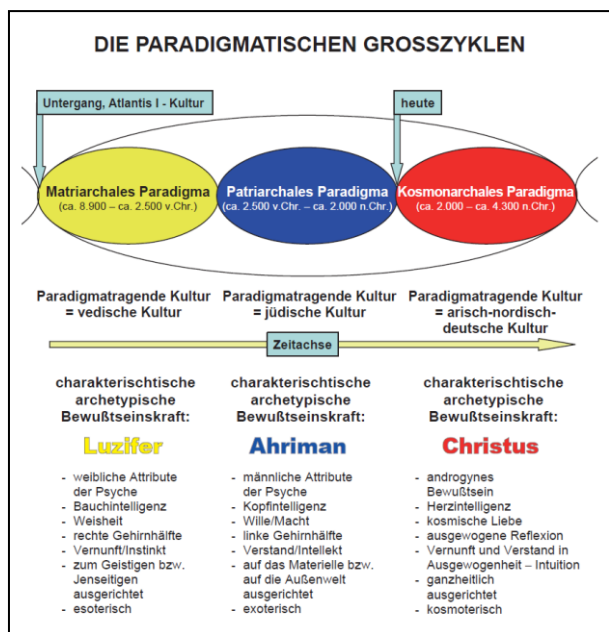 DIE PARADIGMATISCHEN GROSSZYKLEN
Untergang, Atlantis I - Kultur
heute
Matriarchales Paradigma
(ca. 8.900 – ca. 2.500 v.Chr.)
Patriarchales Paradigma
(ca. 2.500 v.Chr. – ca. 2.000 n.Chr.)
Kosmonarchales Paradigma
(ca. 2.000 – ca. 4.300 n.Chr.)
Paradigmatragende Kultur
= vedische Kultur
Paradigmatragende Kultur
= jüdische Kultur
Paradigmatragende Kultur
= arisch-nordisch-
deutsche Kultur
Zeitachse
charakterischtische
archetypische
Bewußtseinskraft:
Luzifer
- weibliche Attribute
der Psyche
- Bauchintelligenz
- Weisheit
- rechte Gehirnhälfte
- Vernunft/Instinkt
- zum Geistigen bzw.
Jenseitigen
ausgerichtet
- esoterisch
charakterischtische
archetypische
Bewußtseinskraft:
Ahriman
- männliche Attribute
der Psyche
- Kopfintelligenz
- Wille/Macht
- linke Gehirnhälfte
- Verstand/Intellekt
- auf das Materielle bzw.
auf die Außenwelt
ausgerichtet
- exoterisch
charakterischtische
archetypische
Bewußtseinskraft:
Christus
- androgynes
Bewußtsein
- Herzintelligenz
- kosmische Liebe
- ausgewogene Reflexion
- Vernunft und Verstand in
Ausgewogenheit – Intuition
- ganzheitlich
ausgerichtet
- kosmoterisch